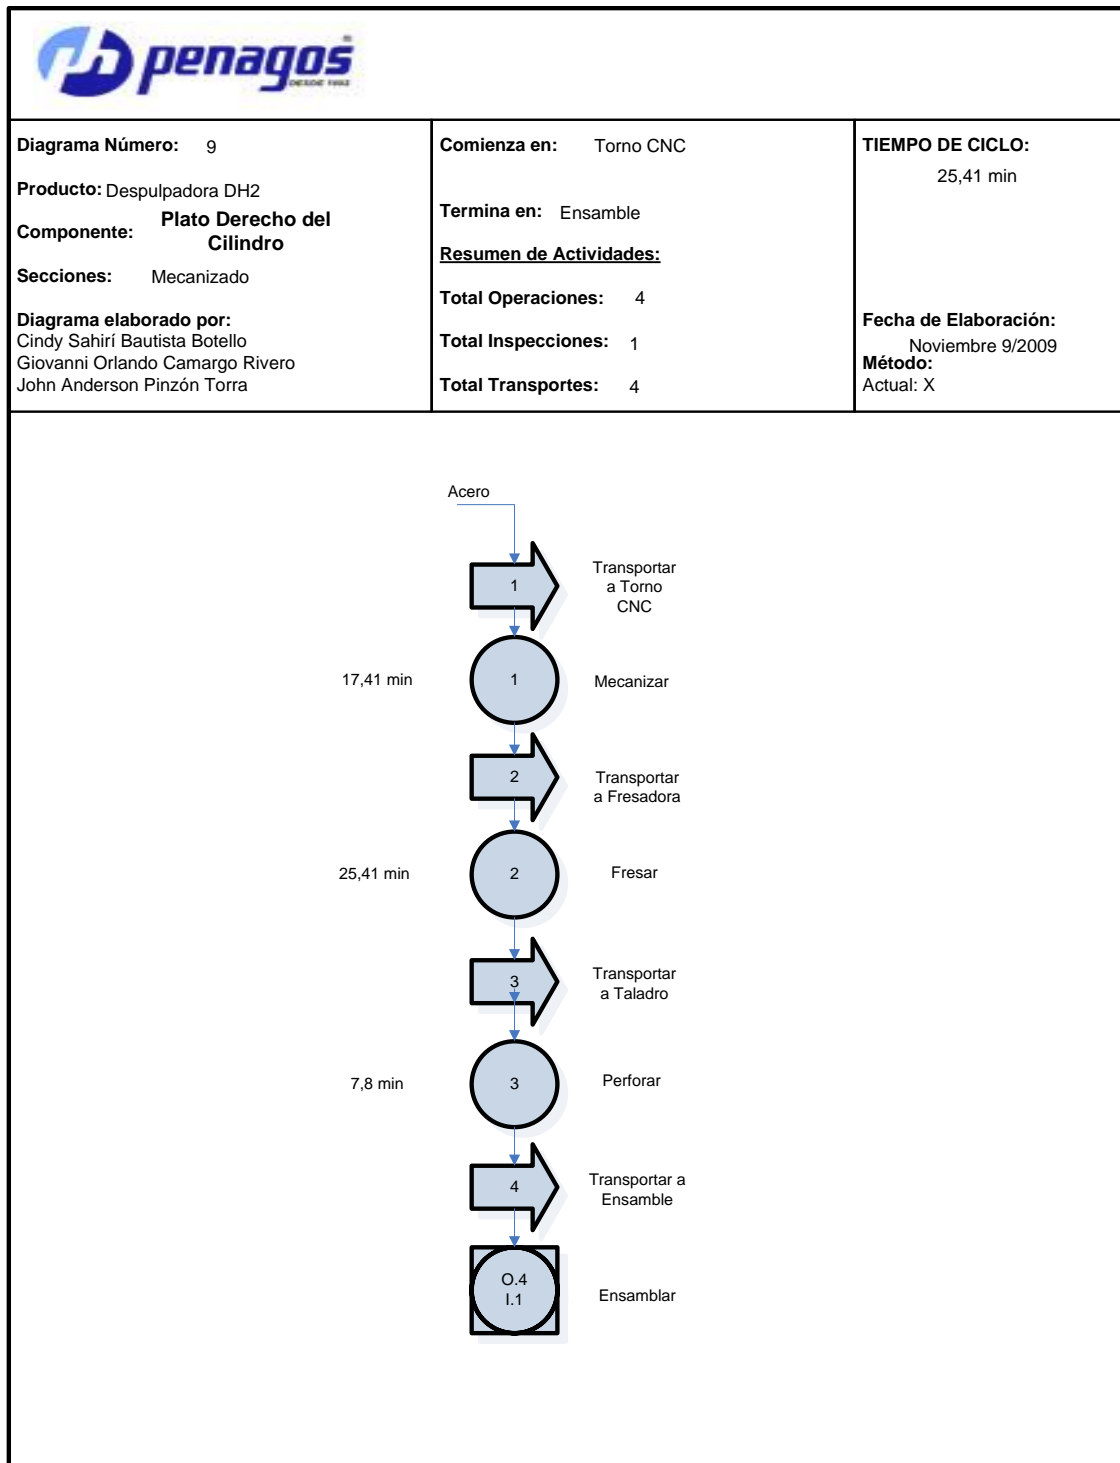 penagos
DESDE 1892
Diagrama Número: 9
Producto: Despulpadora DH2
Componente: Plato Derecho del
Cilindro
Secciones: Mecanizado
Diagrama elaborado por:
Cindy Sahirí Bautista Botello
Giovanni Orlando Camargo Rivero
John Anderson Pinzón Torra
Comienza en: Torno CNC
Termina en: Ensamble
Resumen de Actividades:
Total Operaciones: 4
Total Inspecciones: 1
Total Transportes: 4
TIEMPO DE CICLO:
25,41 min
Fecha de Elaboración:
Noviembre 9/2009
Método:
Actual: X
Acero
1
Transportar
a Torno
CNC
17,41 min
1
Mecanizar
2
Transportar
a Fresadora
25,41 min
2
Fresar
3
Transportar
a Taladro
7,8 min
3
Perforar
4
Transportar a
Ensamble
O.4
I.1
Ensamblar